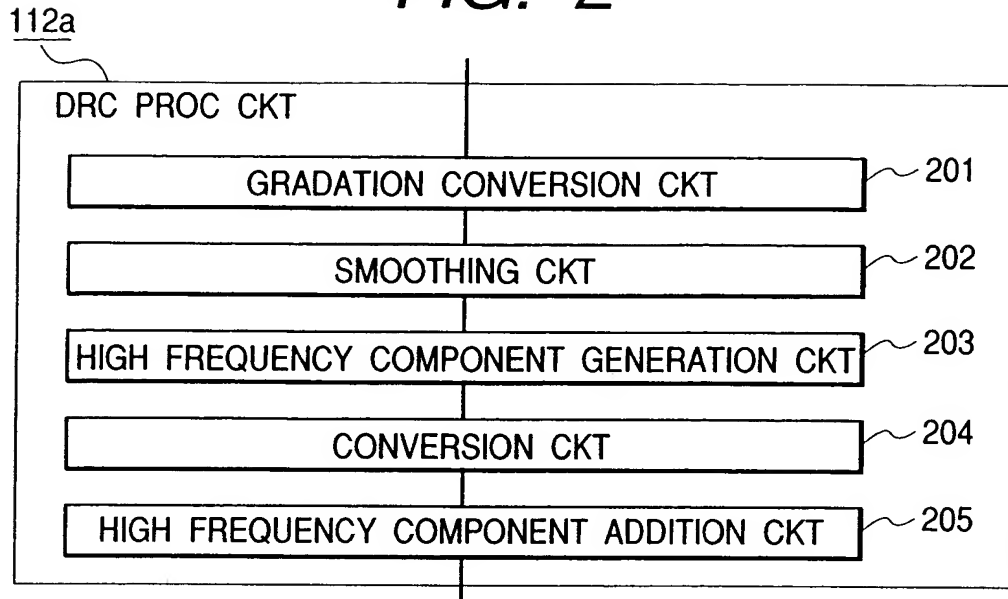 FIG. 2
112a
DRC PROC CKT
GRADATION CONVERSION CKT
201
SMOOTHING CKT
202
HIGH FREQUENCY COMPONENT GENERATION CKT
203
CONVERSION CKT
204
HIGH FREQUENCY COMPONENT ADDITION CKT
205